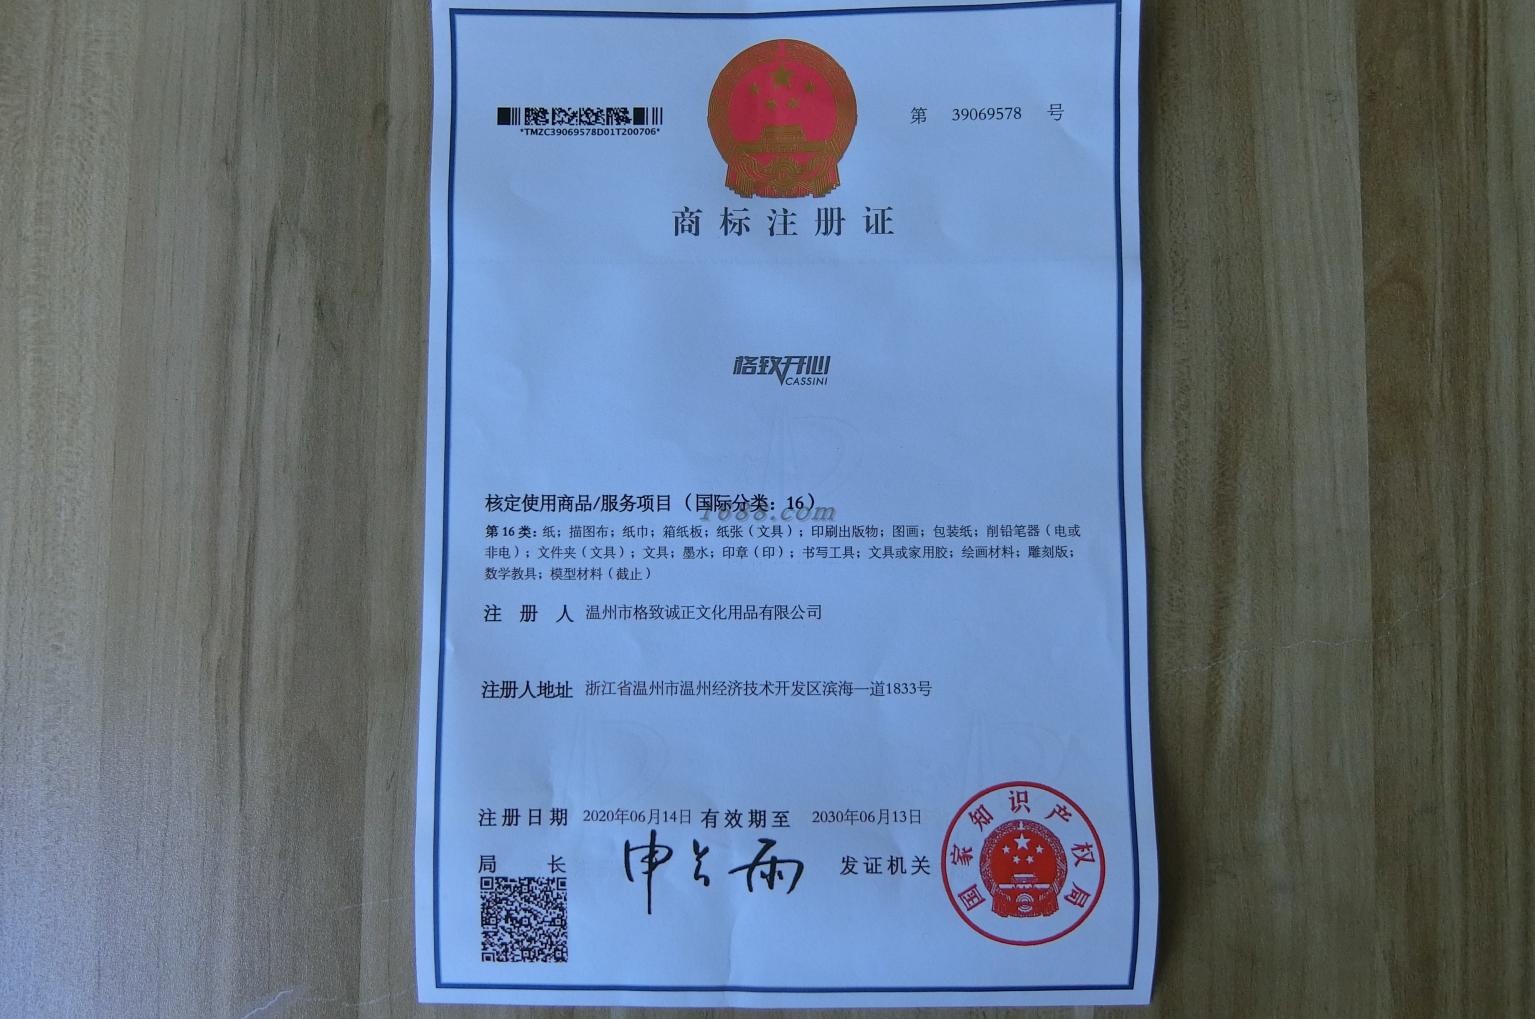 *TMZC39069578D01T200706*
第 39069578 号
商标注册证
格致开心
CASSINI
核定使用商品/服务项目（国际分类：16）
1688.com
第 16 类：纸；描图布；纸巾；箱纸板；纸张（文具）；印刷出版物；图画；包装纸；削铅笔器（电或
非电）；文件夹（文具）；文具；墨水；印章（印）；书写工具；文具或家用胶；绘画材料；雕刻版；
数学教具；模型材料（截止）
注 册 人 温州市格致诚正文化用品有限公司
注册人地址 浙江省温州市温州经济技术开发区滨海一道1833号
注册日期 2020年06月14日 有效期至 2030年06月13日
局 长 申长雨 发证机关
国家知识产权局